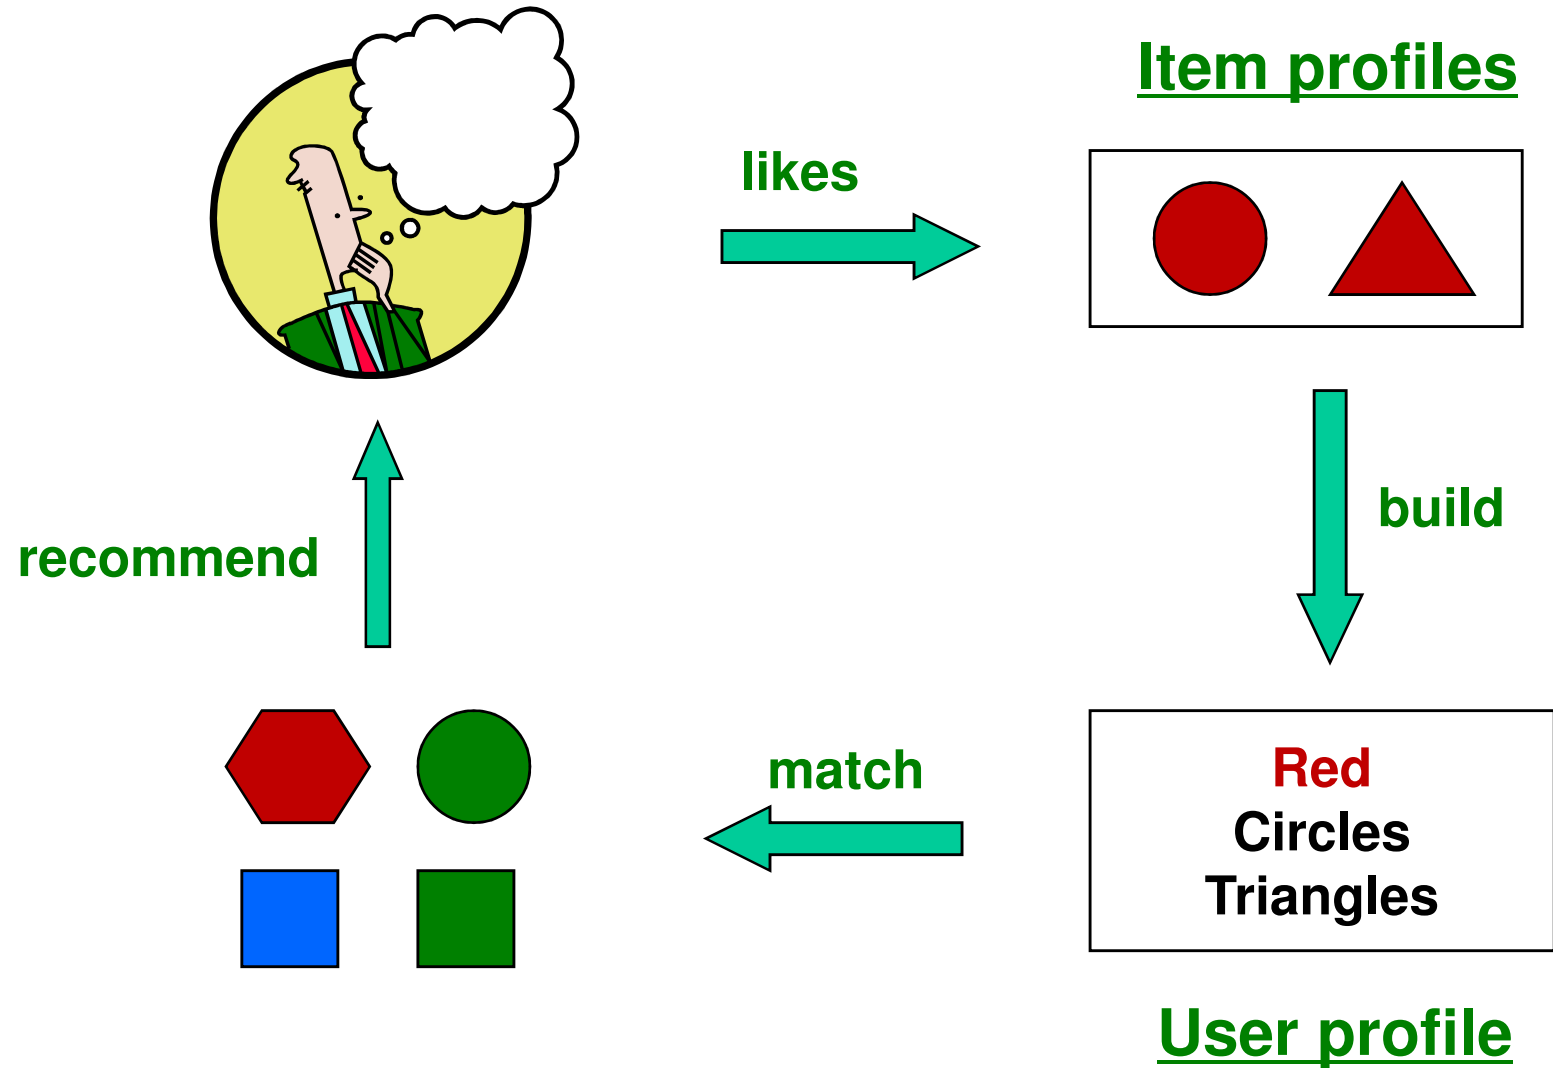 Item profiles
likes
build
recommend
match
Red
Circles
Triangles
User profile